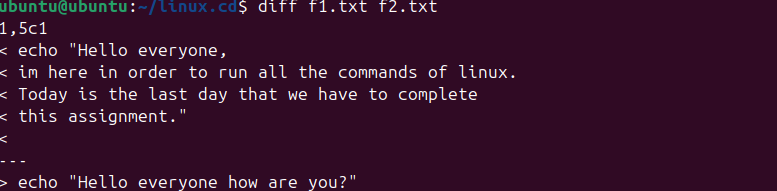 ubuntu@ubuntu:~/linux.cd$ diff f1.txt f2.txt
1,5c1
< echo "Hello everyone,
< im here in order to run all the commands of linux.
< Today is the last day that we have to complete
< this assignment."
<
---
> echo "Hello everyone how are you?"